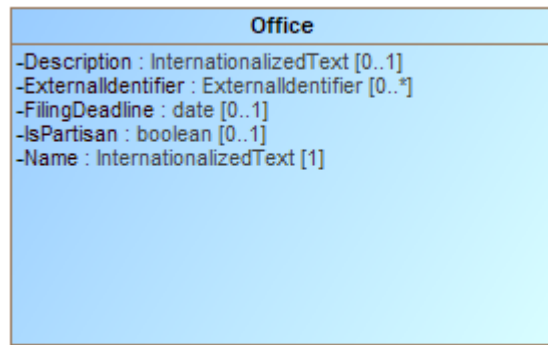 Office
-Description : InternationalizedText [0..1]
-ExternalIdentifier : ExternalIdentifier [0..*]
-FilingDeadline : date [0..1]
-IsPartisan : boolean [0..1]
-Name : InternationalizedText [1]